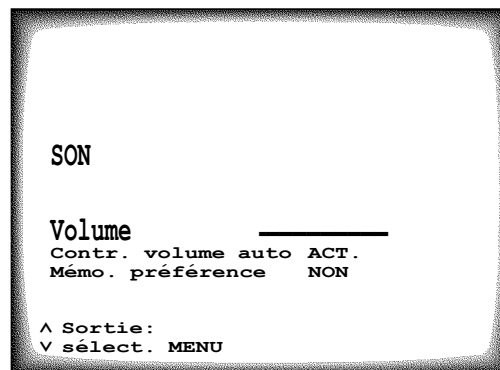 SON
Volume
Contr. volume auto ACT.
Mémo. préférence NON
∧ Sortie:
∨ sélect. MENU